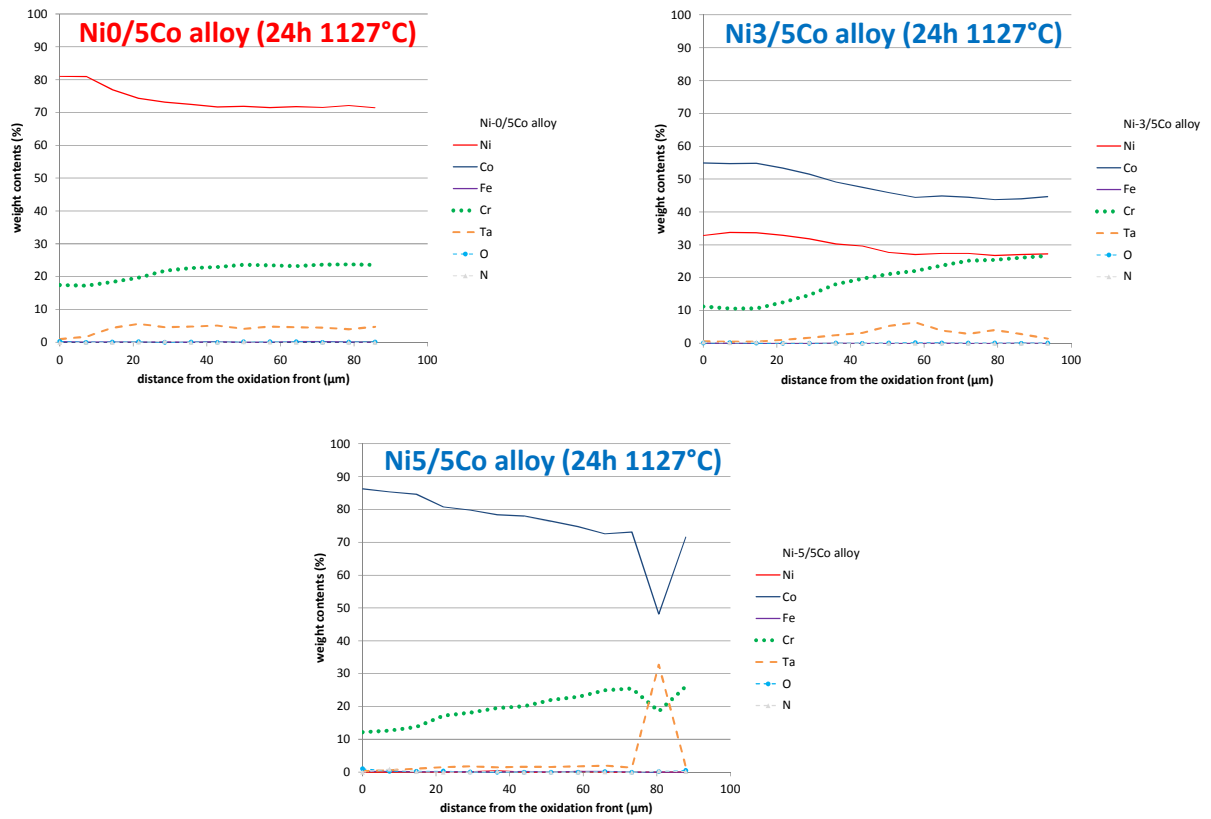 Ni0/5Co alloy (24h 1127°C)
100
90
80
70
60
50
40
30
20
10
0
weight contents (%)
0 20 40 60 80 100
distance from the oxidation front (µm)
Ni-0/5Co alloy
Ni
Co
Fe
Cr
Ta
O
N
Ni3/5Co alloy (24h 1127°C)
100
90
80
70
60
50
40
30
20
10
0
weight contents (%)
0 20 40 60 80 100
distance from the oxidation front (µm)
Ni-3/5Co alloy
Ni
Co
Fe
Cr
Ta
O
N
Ni5/5Co alloy (24h 1127°C)
100
90
80
70
60
50
40
30
20
10
0
weight contents (%)
0 20 40 60 80 100
distance from the oxidation front (µm)
Ni-5/5Co alloy
Ni
Co
Fe
Cr
Ta
O
N